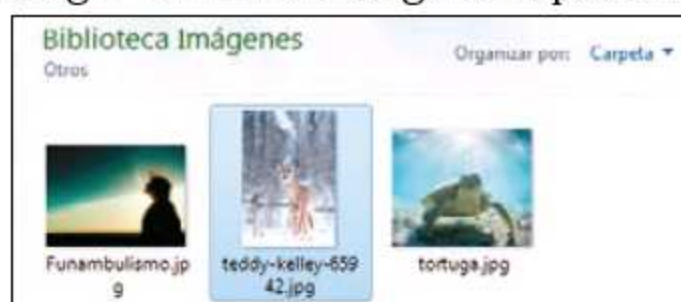 Biblioteca Imágenes
Otros
Organizar por: Carpeta
Funambulismo.jp
g
teddy-kelley-659
42.jpg
tortuga.jpg